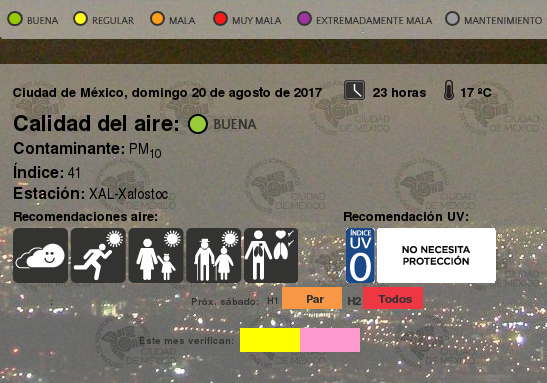 BUENA REGULAR MALA MUY MALA EXTREMADAMENTE MALA MANTENIMIENTO
Ciudad de México, domingo 20 de agosto de 2017 23 horas 17 ºC
Calidad del aire: BUENA
Contaminante: PM10
Índice: 41
Estación: XAL-Xalostoc
Recomendaciones aire: Recomendación UV:
ÍNDICE
UV
0
NO NECESITA
PROTECCIÓN
: Próx. sábado: H1 Par H2 Todos
Este mes verifican:
CIUDAD
DE MÉXICO